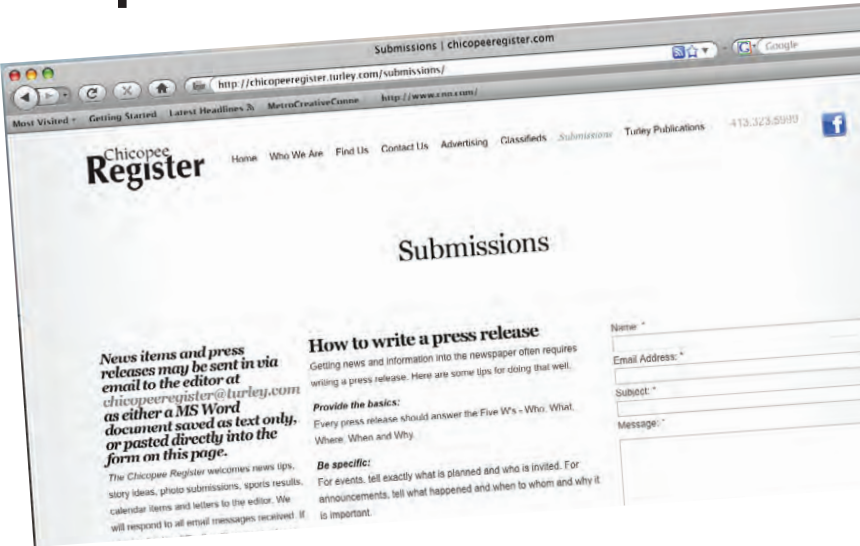 Submissions | chicopeeregister.com
http://chicopeeregister.turley.com/submissions/
Google
Most Visited
Getting Started
Latest Headlines
MetroCreativeConne
http://www.cnn.com/
Chicopee
Register
Home
Who We Are
Find Us
Contact Us
Advertising
Classifieds
Submissions
Turley Publications
413.323.5999
f
Submissions
News items and press
releases may be sent in via
email to the editor at
chicopeeregister@turley.com
as either a MS Word
document saved as text only,
or pasted directly into the
form on this page.
The Chicopee Register welcomes news tips,
story ideas, photo submissions, sports results,
calendar items and letters to the editor. We
will respond to all email messages received. If
How to write a press release
Getting news and information into the newspaper often requires
writing a press release. Here are some tips for doing that well.
Provide the basics:
Every press release should answer the Five W's - Who, What,
Where, When and Why.
Be specific:
For events, tell exactly what is planned and who is invited. For
announcements, tell what happened and when to whom and why it
is important.
Name: *
Email Address: *
Subject: *
Message: *